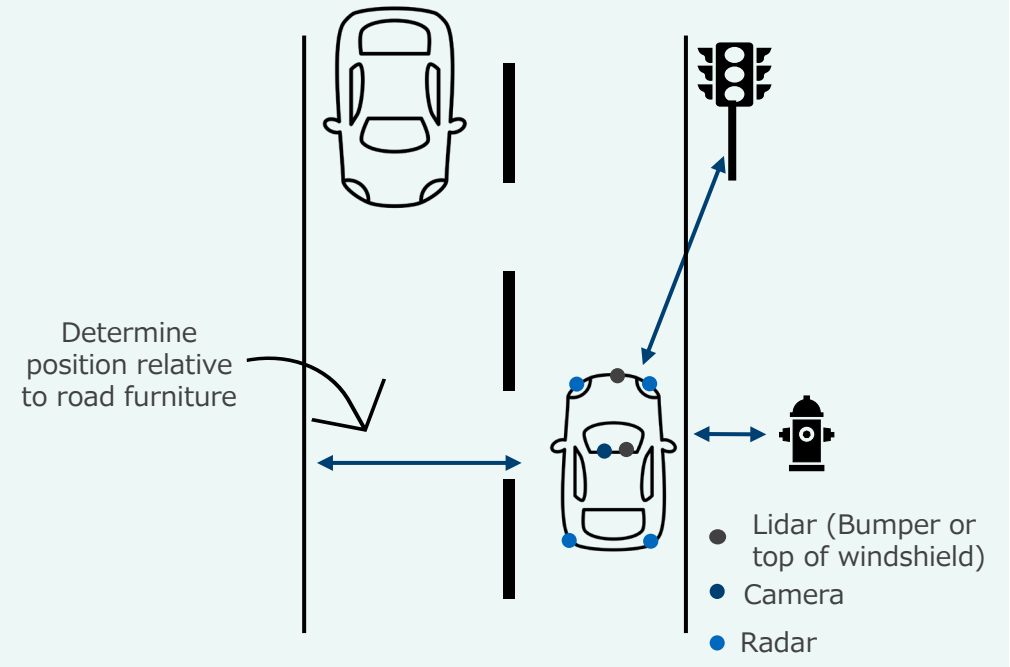 Determine
position relative
to road furniture
Lidar (Bumper or
top of windshield)
Camera
Radar